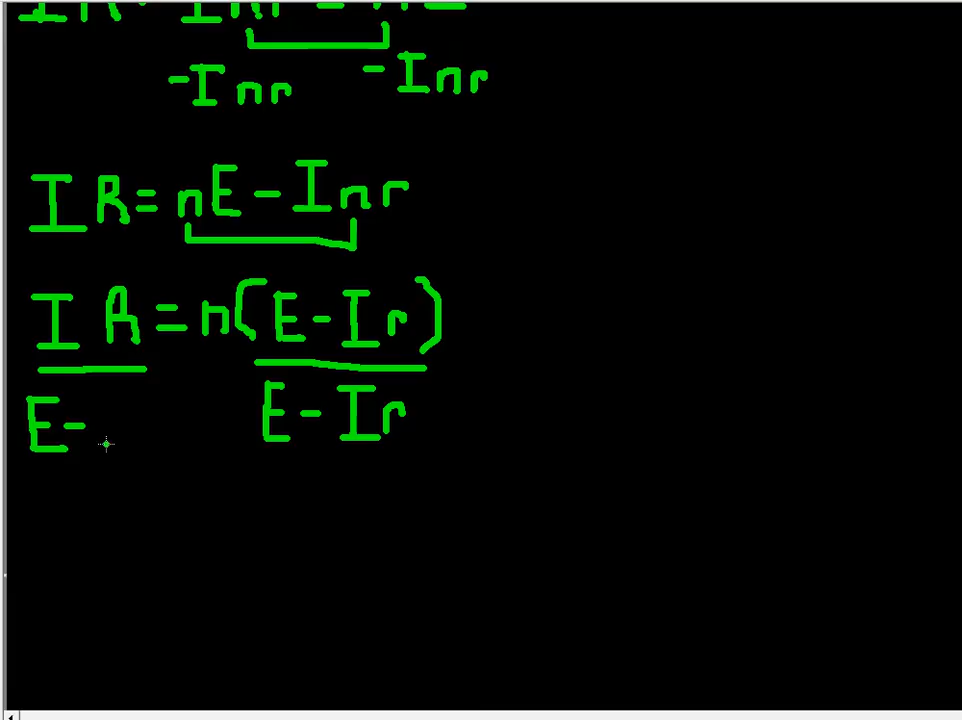 -Inr -Inr
IR = nE - Inr
IR = n(E - Ir)
E- E - Ir